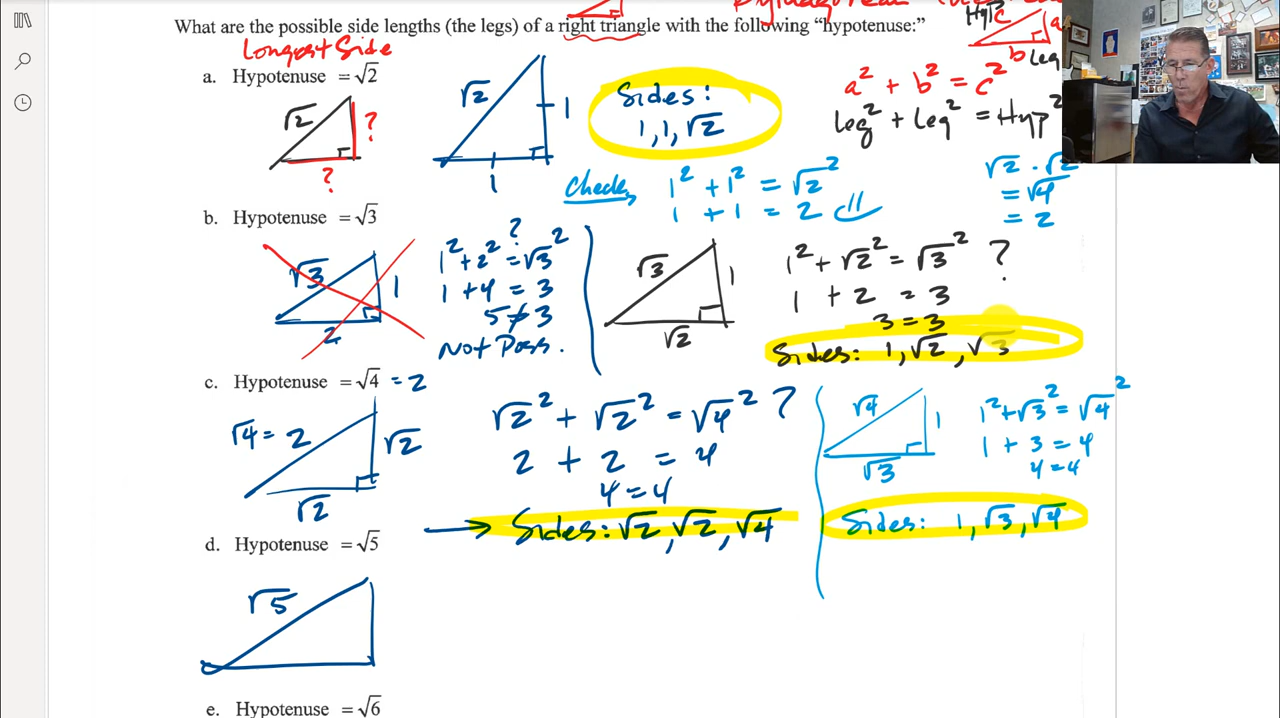 What are the possible side lengths (the legs) of a right triangle with the following “hypotenuse:”
Longest Side
Hyp c
a
b
Leg
a. Hypotenuse = √2
√2
?
?
√2
1
1
Sides:
1, 1, √2
a² + b² = c²
Leg² + Leg² = Hyp²
Check,
1² + 1² = √2²
1 + 1 = 2
√2 · √2
= √4
= 2
b. Hypotenuse = √3
√3
1
2
?
1² + 2² = √3²
1 + 4 = 3
5 ≠ 3
Not Poss.
√3
1
√2
1² + √2² = √3² ?
1 + 2 = 3
3 = 3
Sides: 1, √2, √3
c. Hypotenuse = √4 = 2
√4 = 2
√2
√2
√2² + √2² = √4² ?
2 + 2 = 4
4 = 4
Sides: √2, √2, √4
√4
1
√3
1² + √3² = √4²
1 + 3 = 4
4 = 4
Sides: 1, √3, √4
d. Hypotenuse = √5
√5
e. Hypotenuse = √6